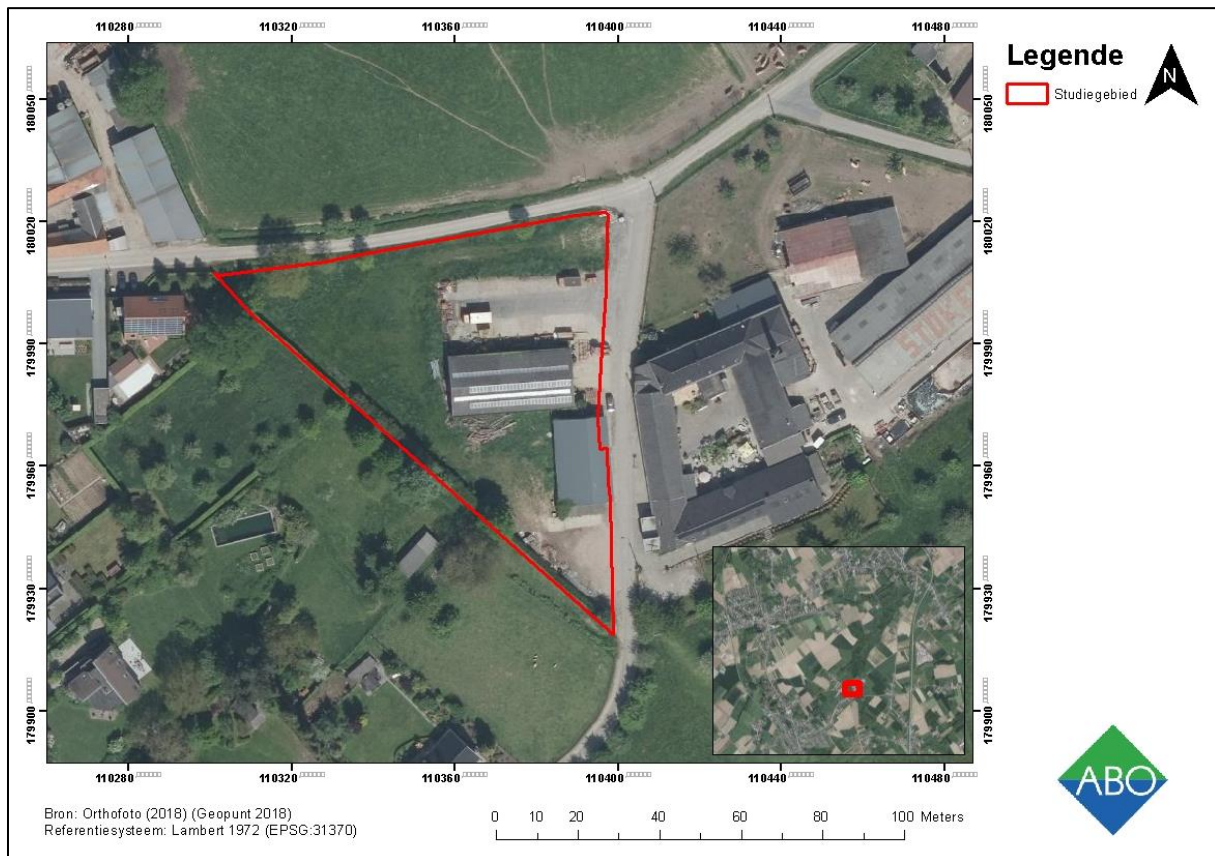 110280 110320 110360 110400 110440 110480
180050
180020
179990
179960
179930
179900
180050
180020
179990
179960
179930
179900
110280 110320 110360 110400 110440 110480
Legende
Studiegebied
N
Bron: Orthofoto (2018) (Geopunt 2018)
Referentiesysteem: Lambert 1972 (EPSG:31370)
0 10 20 40 60 80 100 Meters
ABO